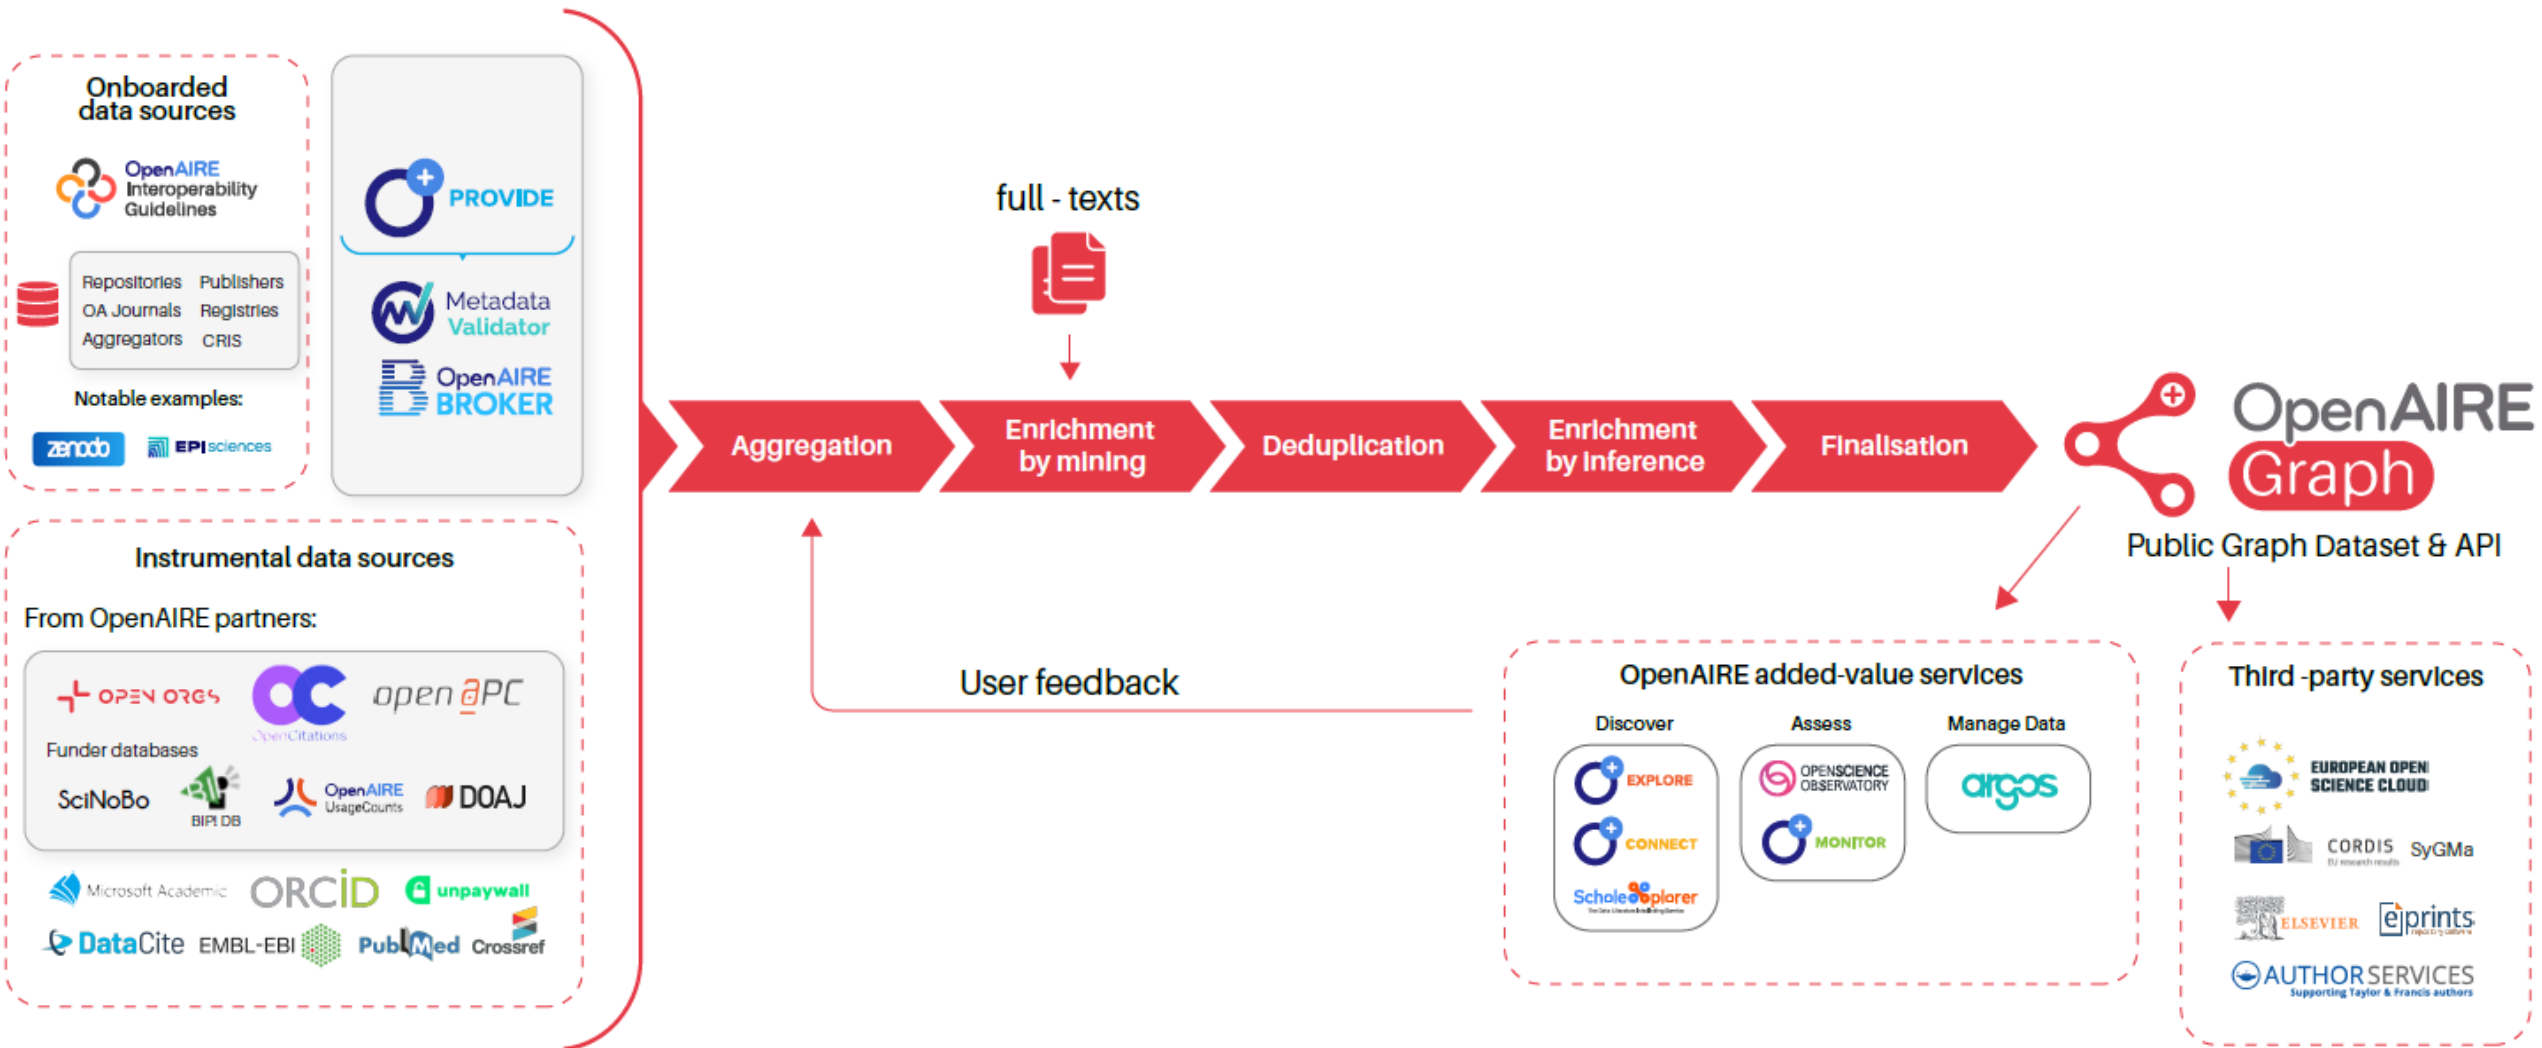 Onboarded
data sources
OpenAIRE
Interoperability
Guidelines
Repositories Publishers
OA Journals Registries
Aggregators CRIS
Notable examples:
zenodo EPIsciences
PROVIDE
Metadata
Validator
OpenAIRE
BROKER
Instrumental data sources
From OpenAIRE partners:
OPEN ORGS
OC
OpenCitations
open aPC
Funder databases
SciNoBo
BIP! DB
OpenAIRE
UsageCounts
DOAJ
Microsoft Academic ORCiD unpaywall
DataCite EMBL-EBI PubMed Crossref
full - texts
Aggregation
Enrichment
by mining
Deduplication
Enrichment
by inference
Finalisation
OpenAIRE
Graph
Public Graph Dataset & API
User feedback
OpenAIRE added-value services
Discover
EXPLORE
CONNECT
Scholexplorer
Assess
OPENSCIENCE
OBSERVATORY
MONITOR
Manage Data
argos
Third -party services
EUROPEAN OPEN
SCIENCE CLOUD
CORDIS
EU research results
SyGMa
ELSEVIER
eprints
AUTHOR SERVICES
Supporting Taylor & Francis authors